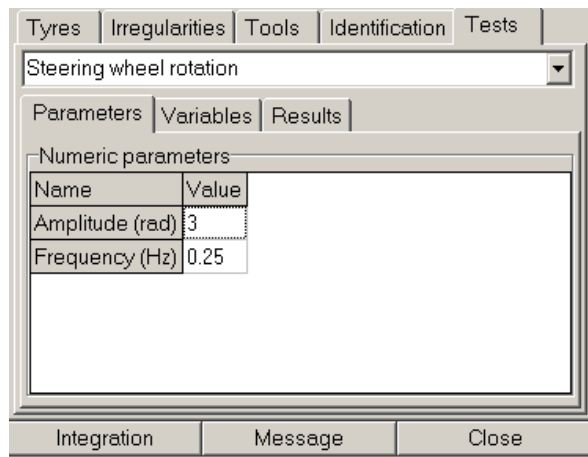 Tyres Irregularities Tools Identification Tests
Steering wheel rotation
Parameters Variables Results
Numeric parameters
Name Value
Amplitude (rad) 3
Frequency (Hz) 0.25
Integration Message Close